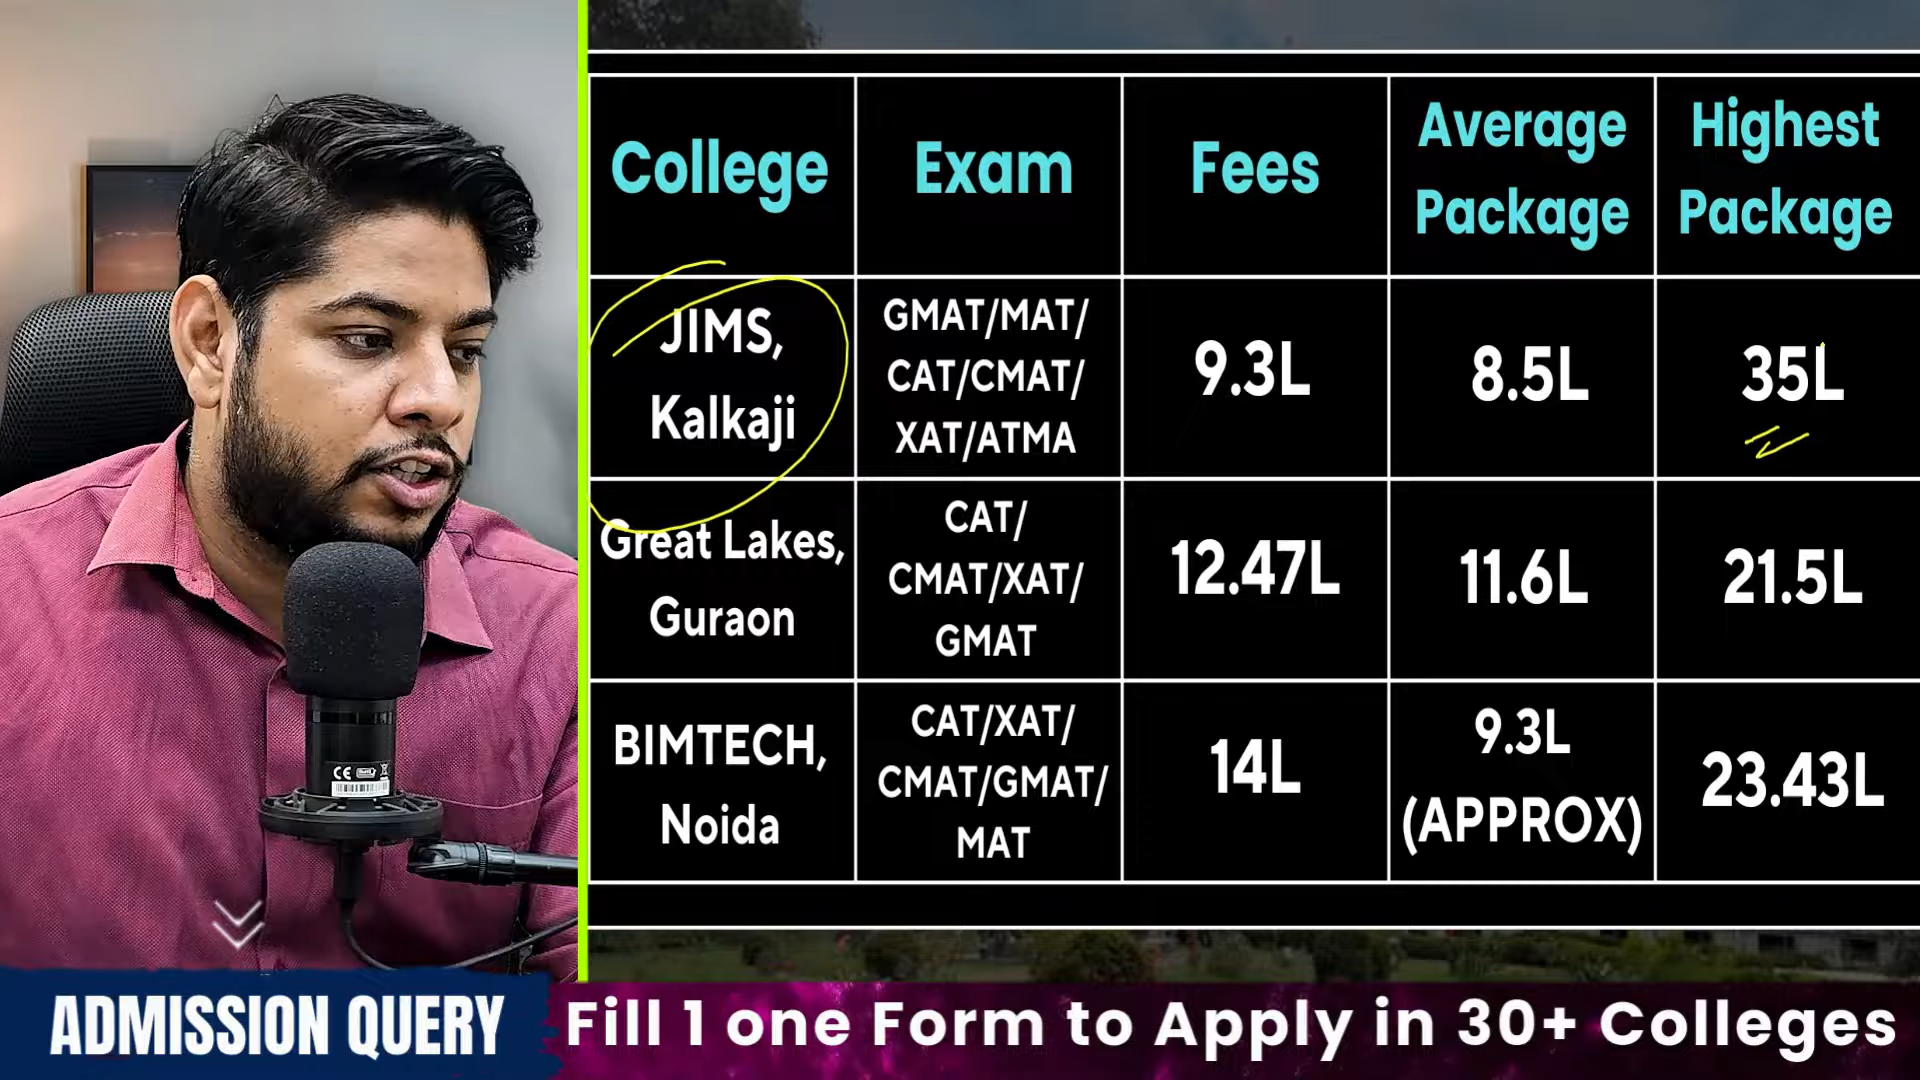 College
Exam
Fees
Average
Package
Highest
Package
JIMS,
Kalkaji
GMAT/MAT/
CAT/CMAT/
XAT/ATMA
9.3L
8.5L
35L
Great Lakes,
Guraon
CAT/
CMAT/XAT/
GMAT
12.47L
11.6L
21.5L
BIMTECH,
Noida
CAT/XAT/
CMAT/GMAT/
MAT
14L
9.3L
(APPROX)
23.43L
CE
ADMISSION QUERY
Fill 1 one Form to Apply in 30+ Colleges